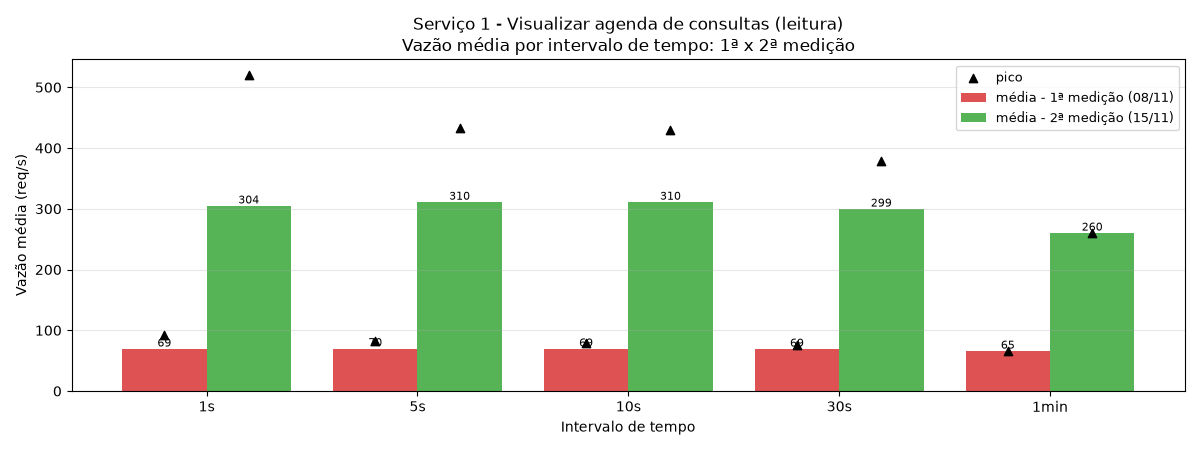 Serviço 1 - Visualizar agenda de consultas (leitura)
Vazão média por intervalo de tempo: 1ª x 2ª medição
pico
média - 1ª medição (08/11)
média - 2ª medição (15/11)
Vazão média (req/s)
500
400
300
200
100
0
304
310
310
299
260
69
70
69
69
65
1s
5s
10s
30s
1min
Intervalo de tempo